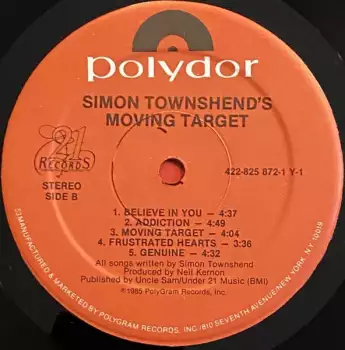 polydor
SIMON TOWNSHEND'S
MOVING TARGET
21
RECORDS
STEREO
SIDE B
422-825 872-1 Y-1
1. BELIEVE IN YOU — 4:37
2. ADDICTION — 4:09
3. MOVING TARGET — 4:04
4. FRUSTRATED HEARTS — 3:36
5. GENUINE — 4:32
All songs written by Simon Townshend
Produced by Neil Kernon
Published by Uncle Sam/Under 21 Music (BMI)
℗1985 PolyGram Records, Inc.
53 MANUFACTURED & MARKETED BY POLYGRAM RECORDS, INC./810 SEVENTH AVENUE/NEW YORK, NY 10019